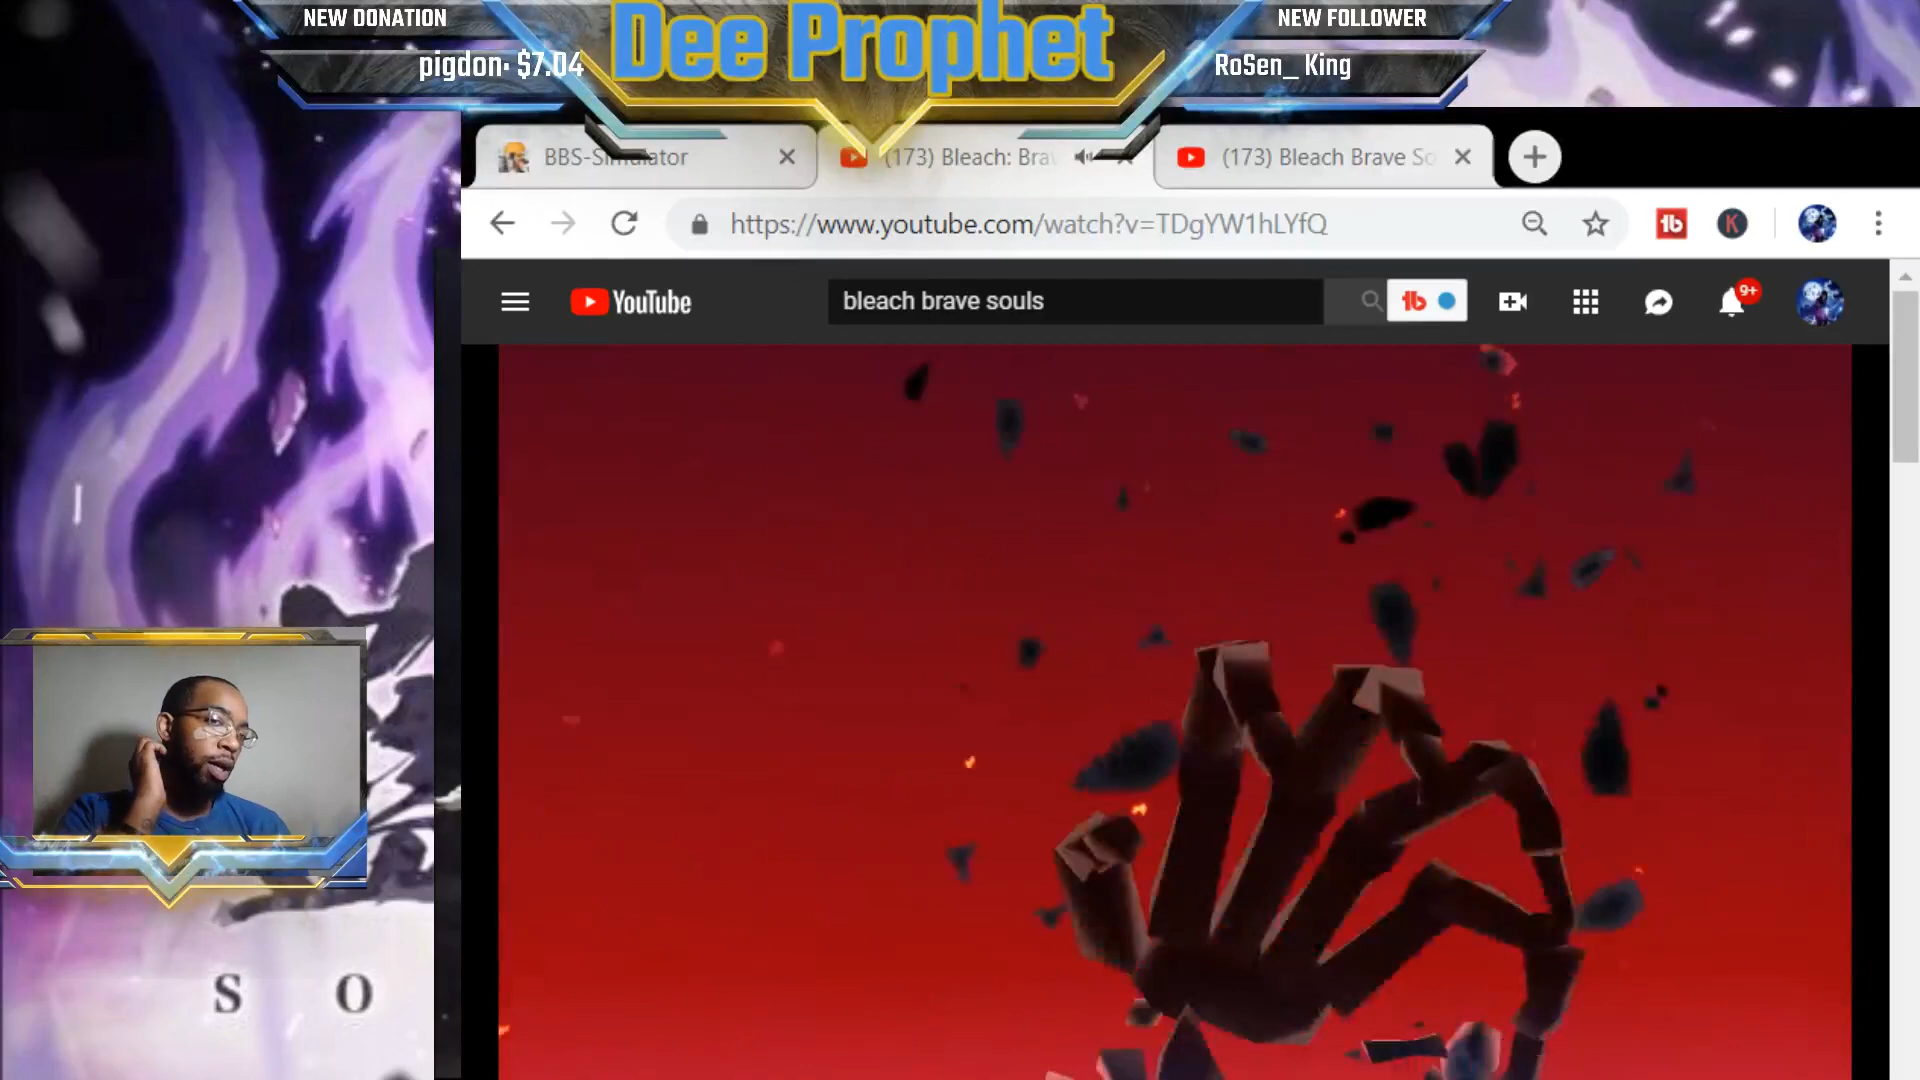 NEW DONATION
pigdon: $7.04
Dee Prophet
NEW FOLLOWER
RoSen_ King
BBS-Simulator
(173) Bleach: Bra
(173) Bleach Brave So
https://www.youtube.com/watch?v=TDgYW1hLYfQ
K
YouTube
bleach brave souls
9+
S O